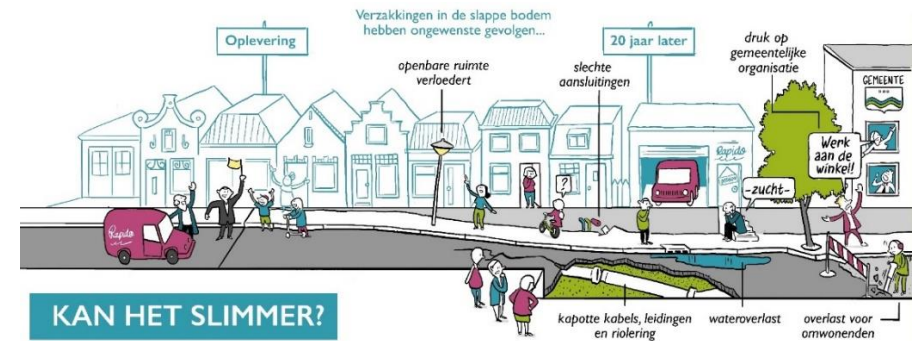 Verzakkingen in de slappe bodem
hebben ongewenste gevolgen...
Oplevering
20 jaar later
openbare ruimte
verloedert
slechte
aansluitingen
druk op
gemeentelijke
organisatie
GEMEENTE
Werk
aan de
winkel!
Rapido
?
-zucht-
Rapido
KAN HET SLIMMER?
kapotte kabels, leidingen
en riolering
wateroverlast
overlast voor
omwonenden